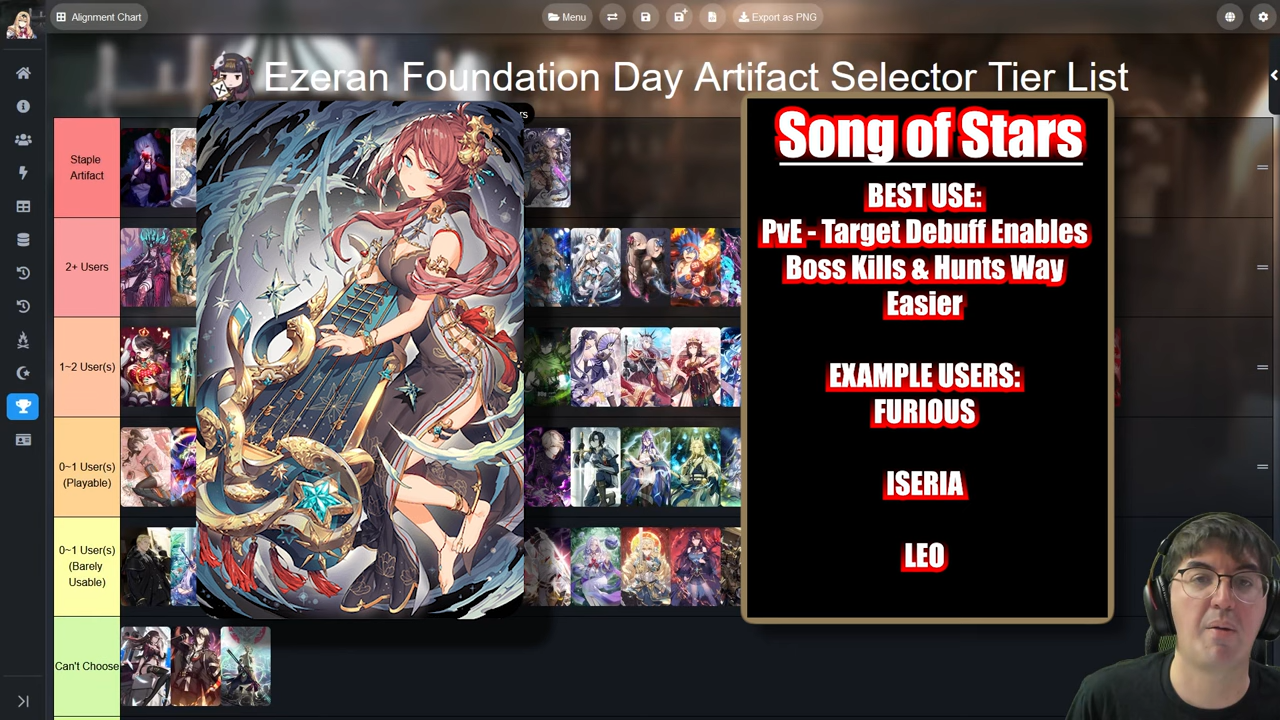 Alignment Chart
Menu
Export as PNG
Ezeran Foundation Day Artifact Selector Tier List
rs
Staple
Artifact
2+ Users
1~2 User(s)
0~1 User(s)
(Playable)
0~1 User(s)
(Barely
Usable)
Can't Choose
Song of Stars
BEST USE:
PvE - Target Debuff Enables
Boss Kills & Hunts Way
Easier
EXAMPLE USERS:
FURIOUS
ISERIA
LEO